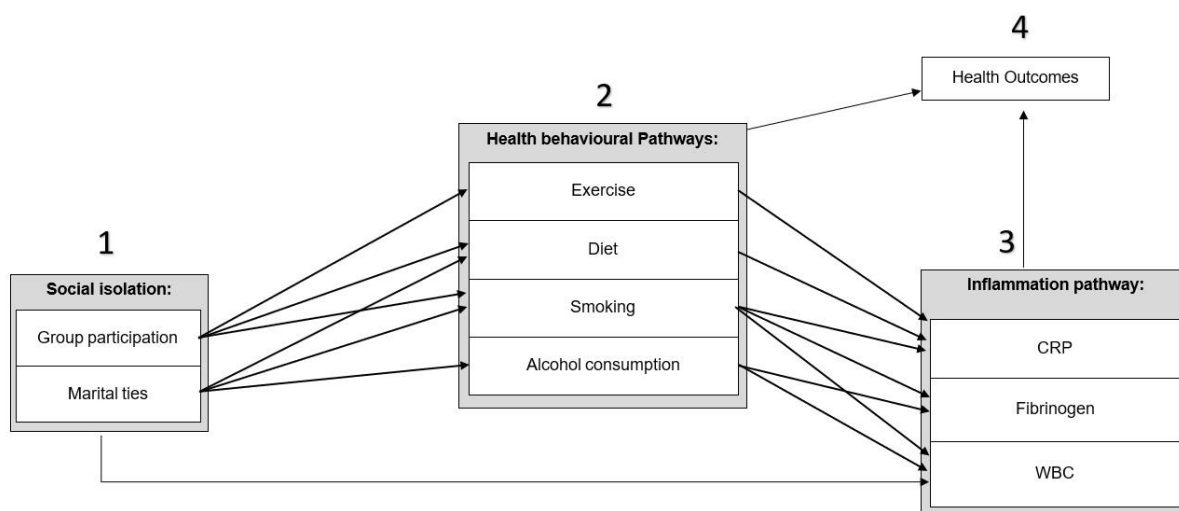 1
Social isolation:
Group participation
Marital ties
2
Health behavioural Pathways:
Exercise
Diet
Smoking
Alcohol consumption
3
Inflammation pathway:
CRP
Fibrinogen
WBC
4
Health Outcomes